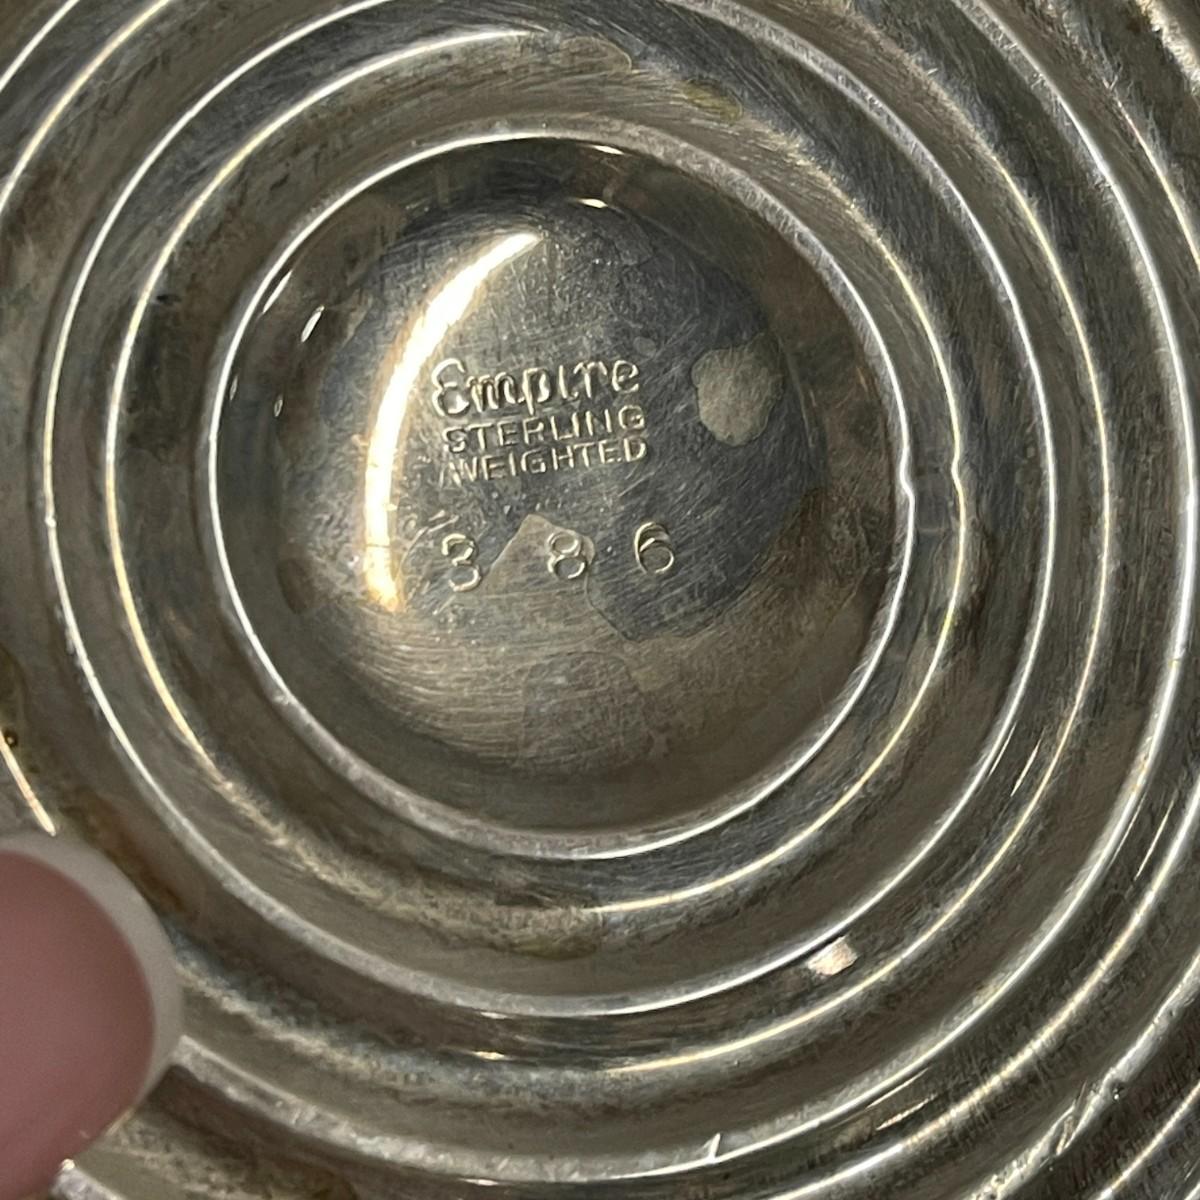 Empire
STERLING
WEIGHTED
386